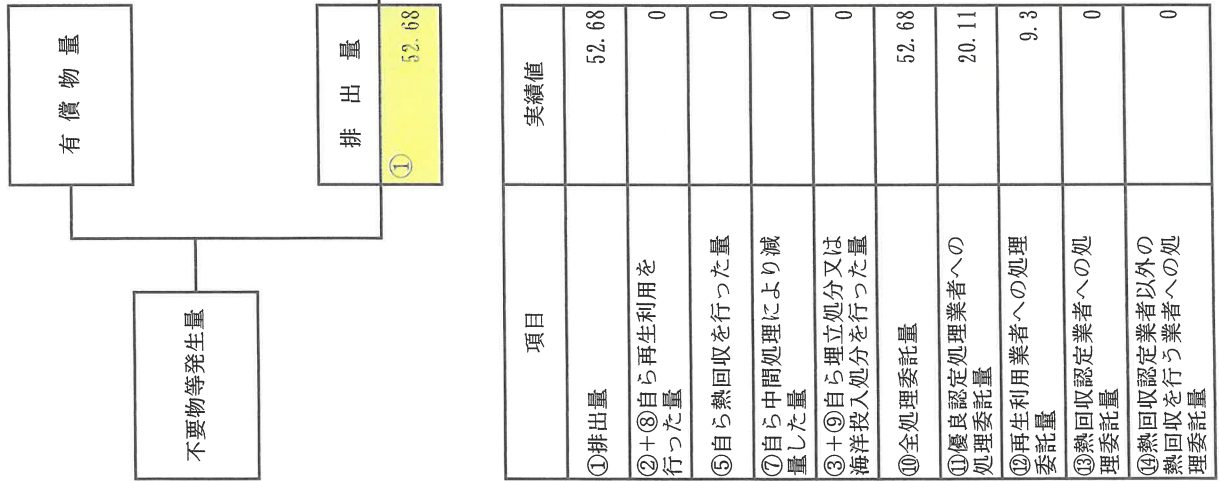 有償物量
不要物等発生量
排出量
① 52.68
項目 実績値
①排出量 52.68
②+⑧自ら再生利用を
行った量 0
⑤自ら熱回収を行った量 0
⑦自ら中間処理により減
量した量 0
③+⑨自ら埋立処分又は
海洋投入処分を行った量 0
⑩全処理委託量 52.68
⑪優良認定処理業者への
処理委託量 20.11
⑫再生利用業者への処理
委託量 9.3
⑬熱回収認定業者への処
理委託量 0
⑭熱回収認定業者以外の
熱回収を行う業者への処
理委託量 0